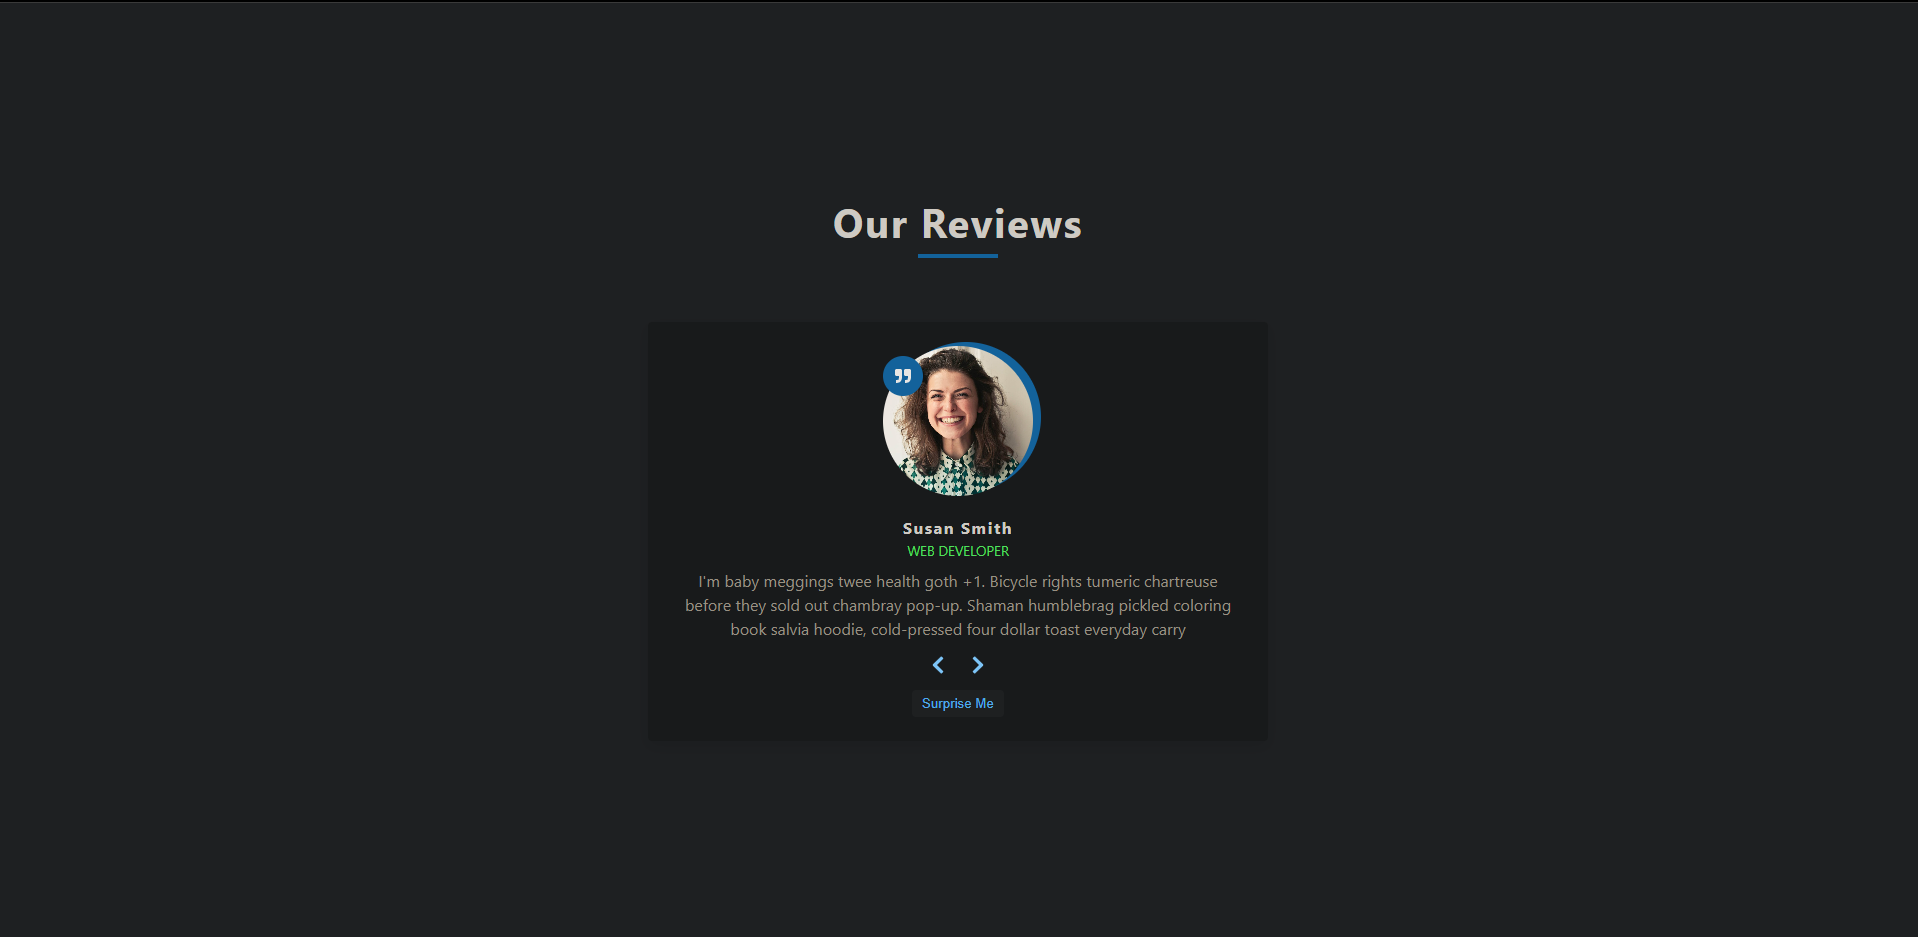 Our Reviews
Susan Smith
WEB DEVELOPER
I'm baby meggings twee health goth +1. Bicycle rights tumeric chartreuse
before they sold out chambray pop-up. Shaman humblebrag pickled coloring
book salvia hoodie, cold-pressed four dollar toast everyday carry
Surprise Me